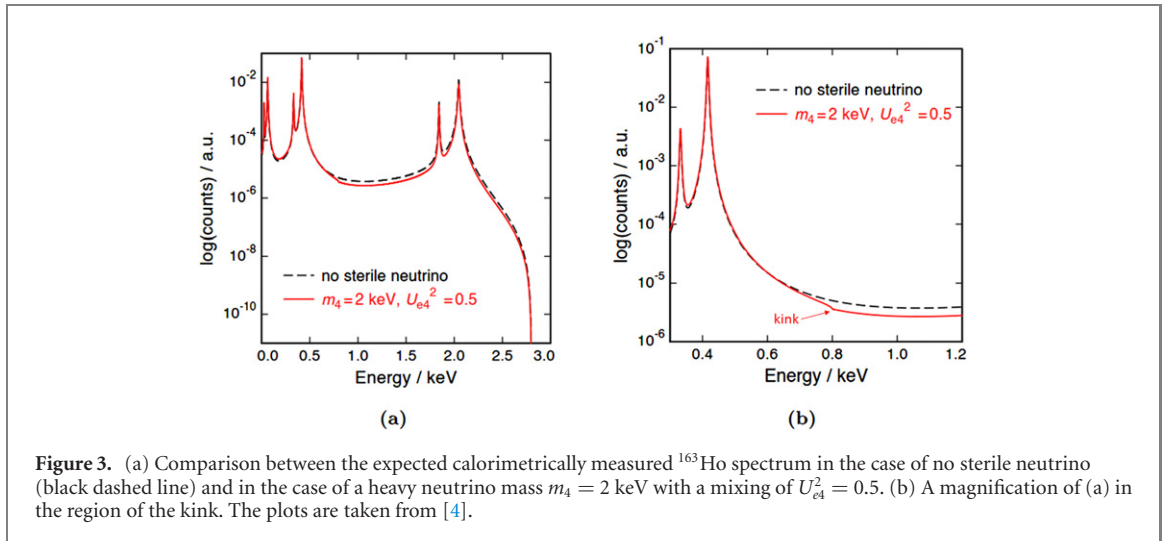 10-2
10-4
10-6
10-8
10-10
log(counts) / a.u.
no sterile neutrino
m4 = 2 keV, Ue4 2 = 0.5
0.0 0.5 1.0 1.5 2.0 2.5 3.0
Energy / keV
(a)
10-1
10-2
10-3
10-4
10-5
10-6
log(counts) / a.u.
no sterile neutrino
m4 = 2 keV, Ue4 2 = 0.5
kink
0.4 0.6 0.8 1.0 1.2
Energy / keV
(b)
Figure 3. (a) Comparison between the expected calorimetrically measured 163Ho spectrum in the case of no sterile neutrino
(black dashed line) and in the case of a heavy neutrino mass m4 = 2 keV with a mixing of U2e4 = 0.5. (b) A magnification of (a) in
the region of the kink. The plots are taken from [4].